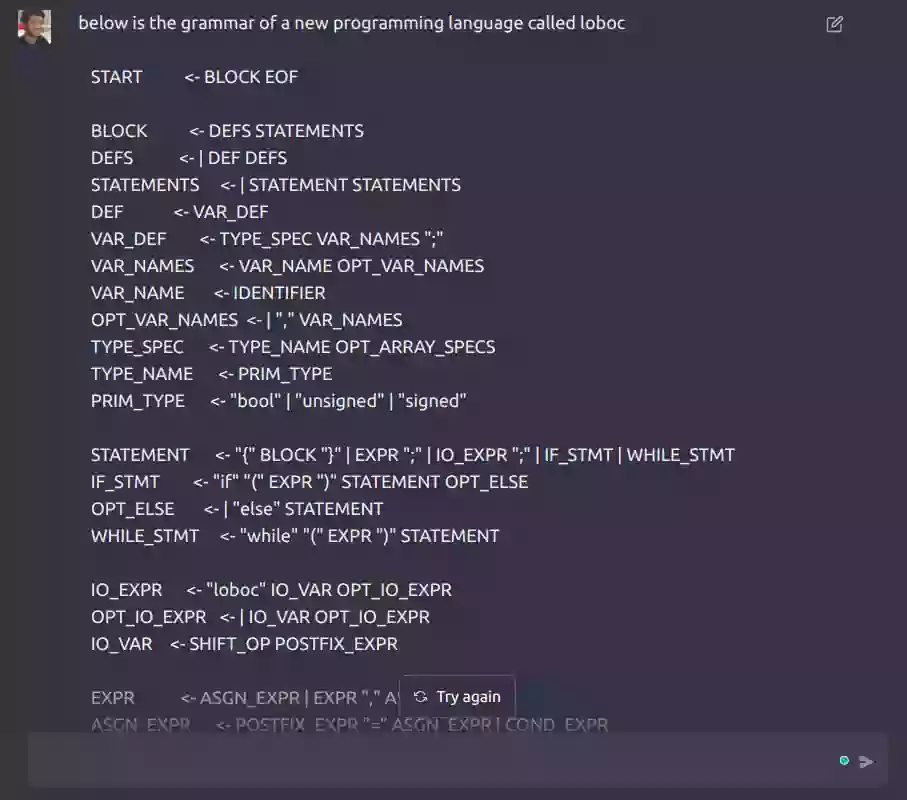 below is the grammar of a new programming language called loboc
START <- BLOCK EOF
BLOCK <- DEFS STATEMENTS
DEFS <- | DEF DEFS
STATEMENTS <- | STATEMENT STATEMENTS
DEF <- VAR_DEF
VAR_DEF <- TYPE_SPEC VAR_NAMES ";"
VAR_NAMES <- VAR_NAME OPT_VAR_NAMES
VAR_NAME <- IDENTIFIER
OPT_VAR_NAMES <- | "," VAR_NAMES
TYPE_SPEC <- TYPE_NAME OPT_ARRAY_SPECS
TYPE_NAME <- PRIM_TYPE
PRIM_TYPE <- "bool" | "unsigned" | "signed"
STATEMENT <- "{" BLOCK "}" | EXPR ";" | IO_EXPR ";" | IF_STMT | WHILE_STMT
IF_STMT <- "if" "(" EXPR ")" STATEMENT OPT_ELSE
OPT_ELSE <- | "else" STATEMENT
WHILE_STMT <- "while" "(" EXPR ")" STATEMENT
IO_EXPR <- "loboc" IO_VAR OPT_IO_EXPR
OPT_IO_EXPR <- | IO_VAR OPT_IO_EXPR
IO_VAR <- SHIFT_OP POSTFIX_EXPR
EXPR <- ASGN_EXPR | EXPR ","
Try again
ASGN_EXPR <- POSTFIX_EXPR "=" ASGN_EXPR | COND_EXPR